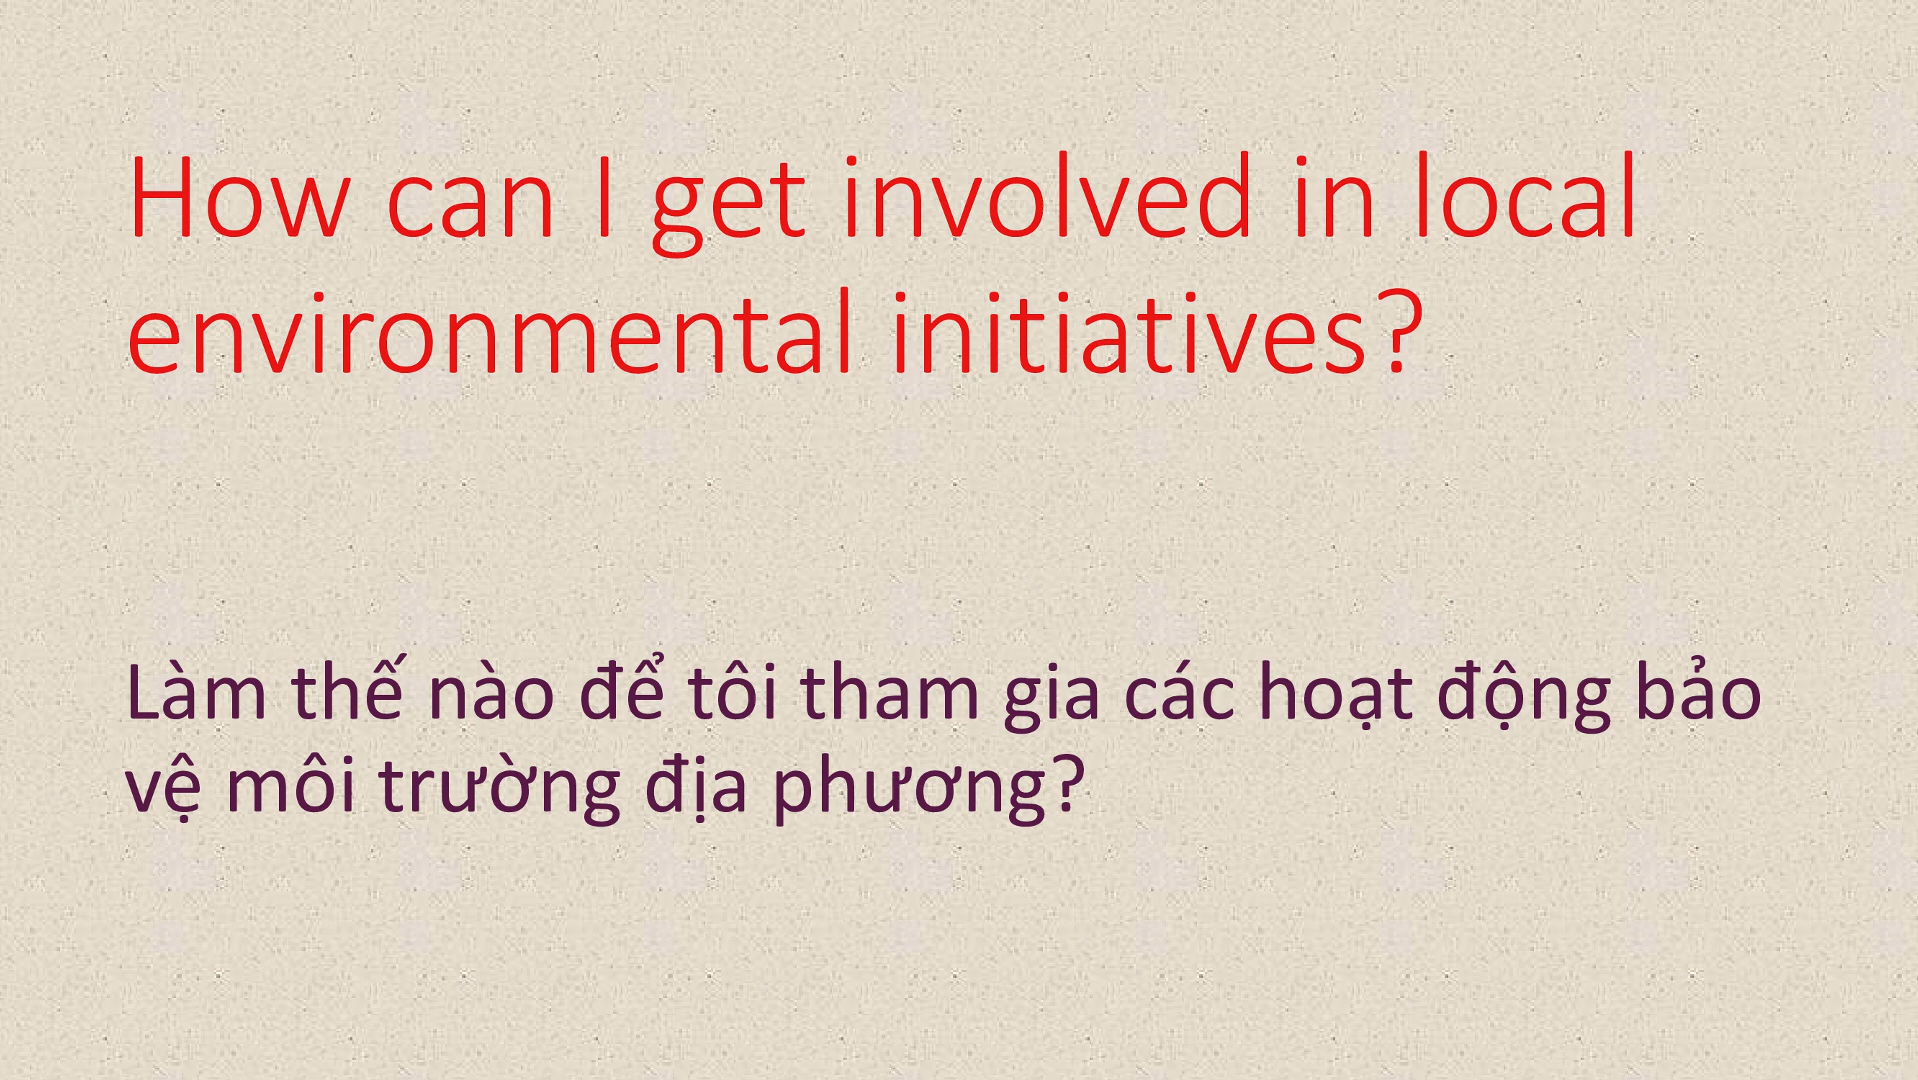 How can I get involved in local
environmental initiatives?
Làm thế nào để tôi tham gia các hoạt động bảo
vệ môi trường địa phương?